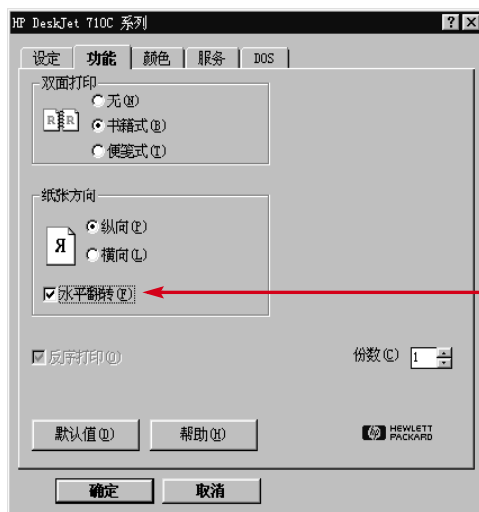 HP DeskJet 710C 系列
设定 功能 颜色 服务 DOS
双面打印
无(N)
书籍式(B)
便笺式(T)
纸张方向
纵向(P)
横向(L)
水平翻转(F)
反序打印(O) 份数(C) 1
默认值(D) 帮助(H) hp HEWLETT
PACKARD
确定 取消